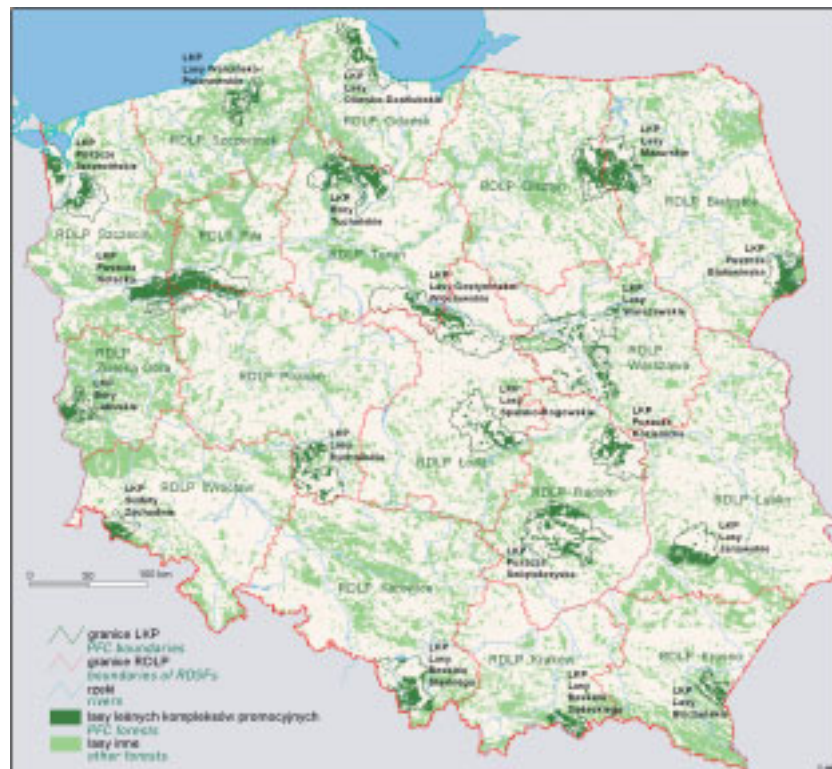 LKP
Lasy
Oliwsko-Darżlubskie
LKP
RDLP Gdańsk
RDLP Szczecinek
LKP
Puszcze
Szczecińskie
LKP
Lasy
Mazurskie
RDLP Olsztyn
RDLP Białystok
LKP
Bory
Tucholskie
RDLP Szczecin
RDLP Piła
RDLP Toruń
LKP
Puszcza
Białowieska
LKP
Puszcza
Notecka
LKP
Lasy Gostynińsko-
Włocławskie
LKP
Lasy
Warszawskie
RDLP
Zielona Góra
RDLP
Warszawa
RDLP Poznań
LKP
Bory
Lubuskie
LKP
Lasy
Spalsko-Rogowskie
LKP
Puszcza
Kozienicka
LKP
Lasy
Rychtalskie
RDLP Łódź
RDLP Wrocław
RDLP Radom
RDLP Lublin
LKP
Sudety
Zachodnie
LKP
Lasy
Janowskie
LKP
Puszcza
Świętokrzyska
RDLP Katowice
0 50 100 km
granice LKP
PFC boundaries
granice RDLP
boundaries of RDSFs
rzeki
rivers
lasy leśnych kompleksów promocyjnych
PFC forests
lasy inne
other forests
LKP
Lasy
Beskidu
Śląskiego
RDLP Kraków
LKP
Lasy
Beskidu
Sądeckiego
RDLP Krosno
LKP
Lasy
Birczańskie